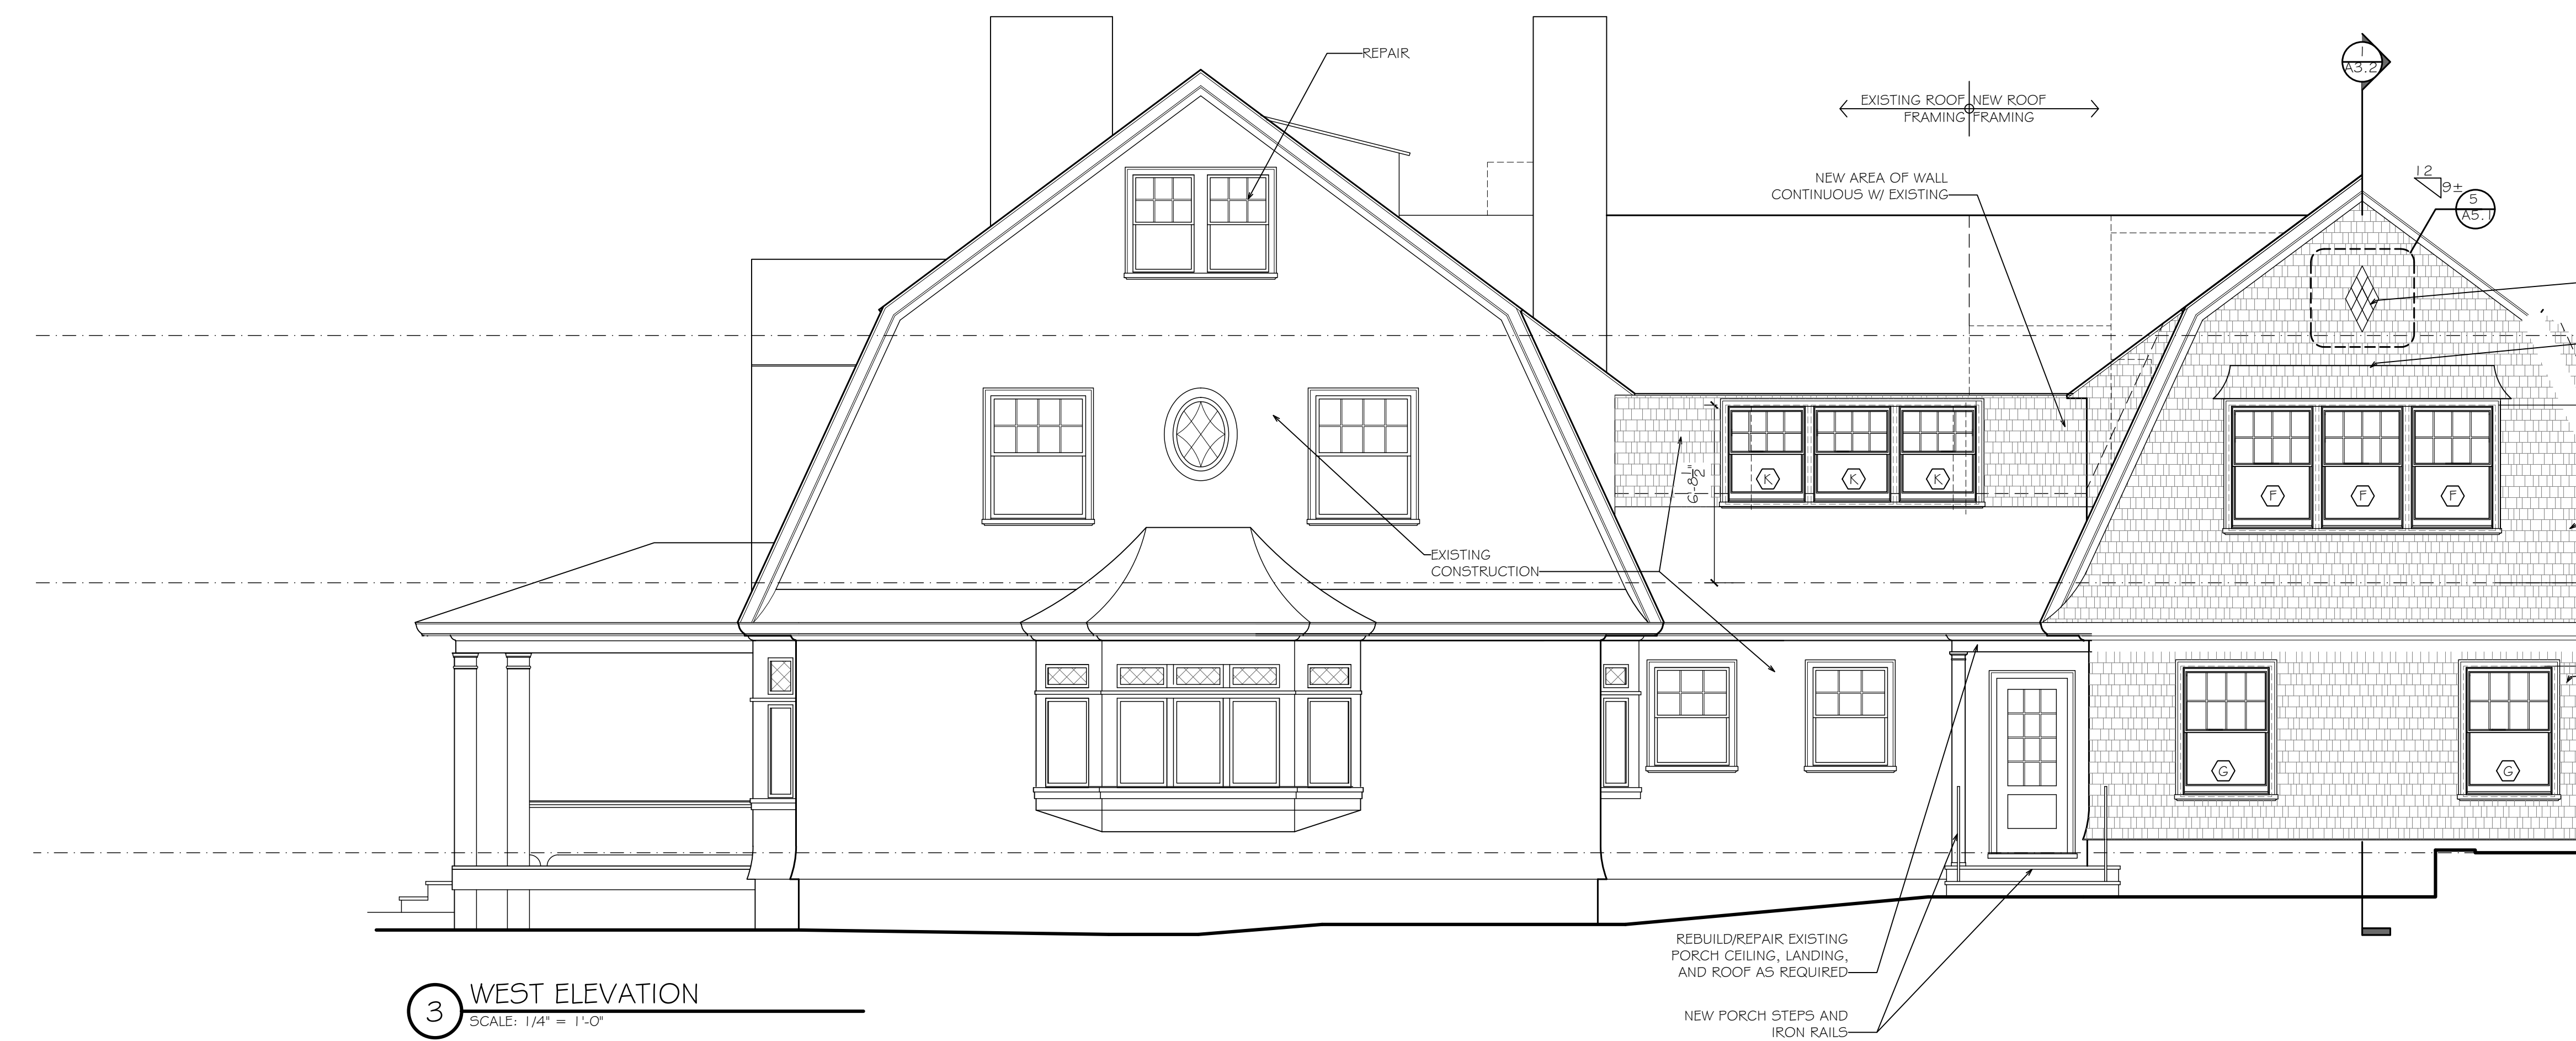 REPAIR
1
A3.2
EXISTING ROOF NEW ROOF
FRAMING FRAMING
NEW AREA OF WALL
CONTINUOUS W/ EXISTING
12
9±
5
A5.1
6'-8 1/2"
K
K
K
F
F
F
EXISTING
CONSTRUCTION
G
G
REBUILD/REPAIR EXISTING
PORCH CEILING, LANDING,
AND ROOF AS REQUIRED
NEW PORCH STEPS AND
IRON RAILS
3
WEST ELEVATION
SCALE: 1/4" = 1'-0"